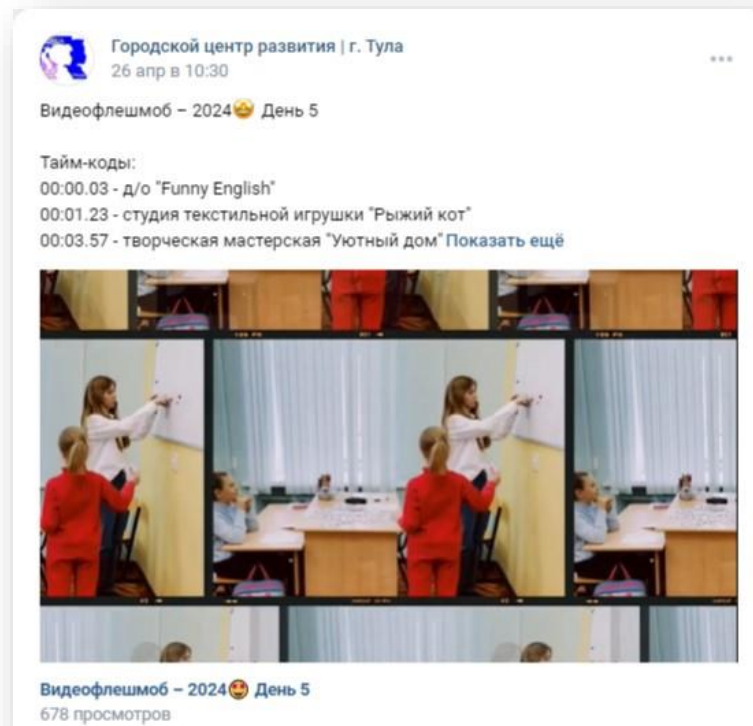 Городской центр развития | г. Тула
26 апр в 10:30
Видеофлешмоб – 2024🤩 День 5
Тайм-коды:
00:00.03 - д/о "Funny English"
00:01.23 - студия текстильной игрушки "Рыжий кот"
00:03.57 - творческая мастерская "Уютный дом" Показать ещё
Видеофлешмоб – 2024🤩 День 5
678 просмотров